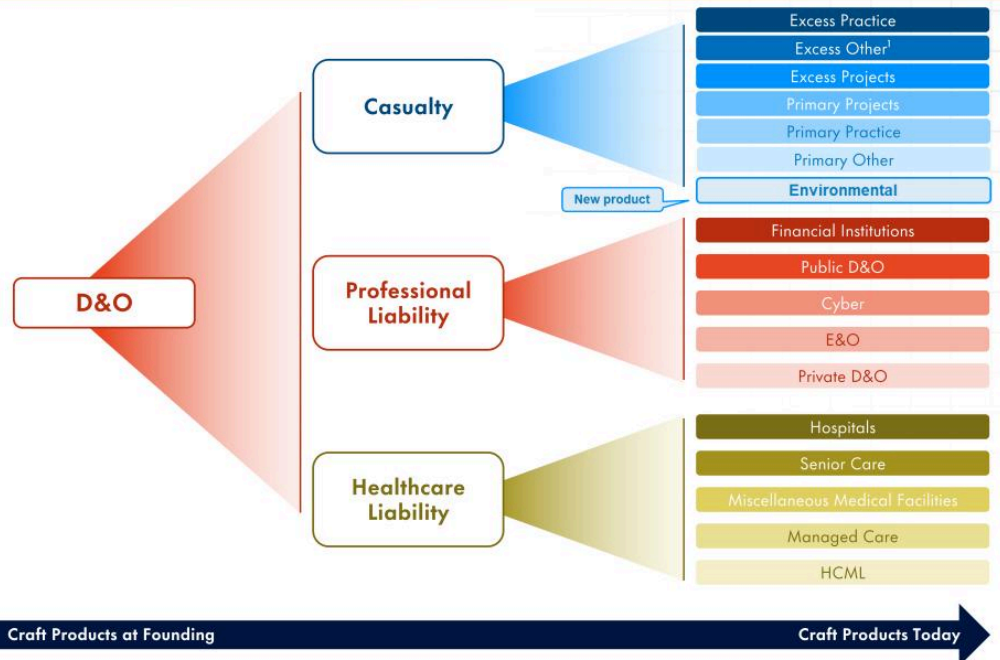 D&O
Casualty
Excess Practice
Excess Other¹
Excess Projects
Primary Projects
Primary Practice
Primary Other
New product
Environmental
Professional
Liability
Financial Institutions
Public D&O
Cyber
E&O
Private D&O
Healthcare
Liability
Hospitals
Senior Care
Miscellaneous Medical Facilities
Managed Care
HCML
Craft Products at Founding
Craft Products Today